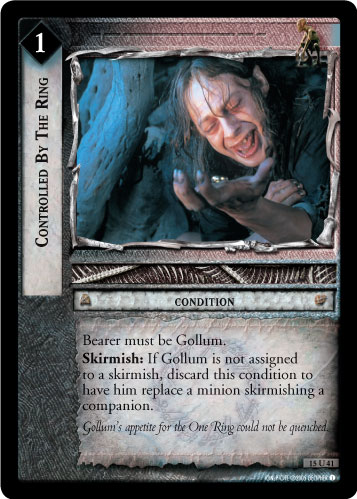 1
CONTROLLED BY THE RING
CONDITION
Bearer must be Gollum.
Skirmish: If Gollum is not assigned
to a skirmish, discard this condition to
have him replace a minion skirmishing a
companion.
Gollum's appetite for the One Ring could not be quenched.
15 U 41